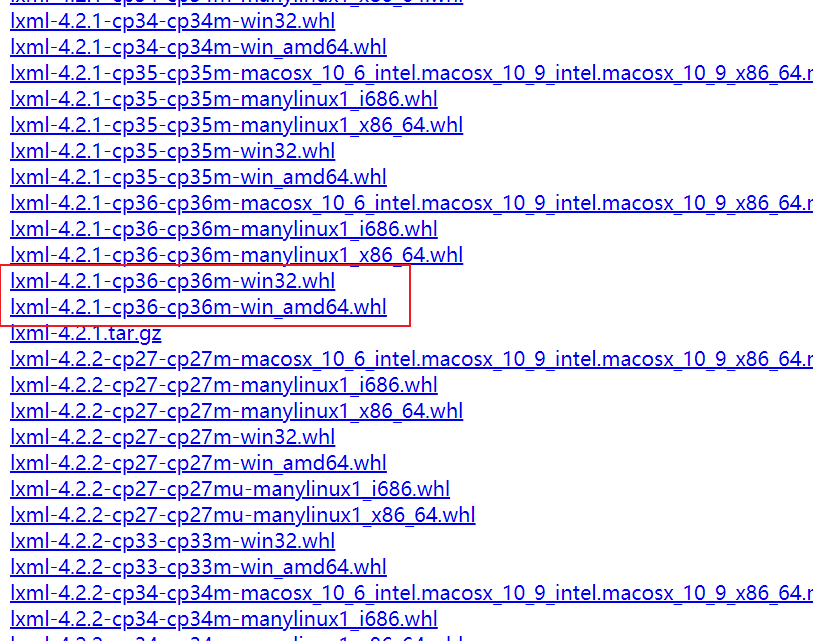 lxml-4.2.1-cp34-cp34m-win32.whl
lxml-4.2.1-cp34-cp34m-win_amd64.whl
lxml-4.2.1-cp35-cp35m-macosx_10_6_intel.macosx_10_9_intel.macosx_10_9_x86_64.
lxml-4.2.1-cp35-cp35m-manylinux1_i686.whl
lxml-4.2.1-cp35-cp35m-manylinux1_x86_64.whl
lxml-4.2.1-cp35-cp35m-win32.whl
lxml-4.2.1-cp35-cp35m-win_amd64.whl
lxml-4.2.1-cp36-cp36m-macosx_10_6_intel.macosx_10_9_intel.macosx_10_9_x86_64.
lxml-4.2.1-cp36-cp36m-manylinux1_i686.whl
lxml-4.2.1-cp36-cp36m-manylinux1_x86_64.whl
lxml-4.2.1-cp36-cp36m-win32.whl
lxml-4.2.1-cp36-cp36m-win_amd64.whl
lxml-4.2.1.tar.gz
lxml-4.2.2-cp27-cp27m-macosx_10_6_intel.macosx_10_9_intel.macosx_10_9_x86_64.
lxml-4.2.2-cp27-cp27m-manylinux1_i686.whl
lxml-4.2.2-cp27-cp27m-manylinux1_x86_64.whl
lxml-4.2.2-cp27-cp27m-win32.whl
lxml-4.2.2-cp27-cp27m-win_amd64.whl
lxml-4.2.2-cp27-cp27mu-manylinux1_i686.whl
lxml-4.2.2-cp27-cp27mu-manylinux1_x86_64.whl
lxml-4.2.2-cp33-cp33m-win32.whl
lxml-4.2.2-cp33-cp33m-win_amd64.whl
lxml-4.2.2-cp34-cp34m-macosx_10_6_intel.macosx_10_9_intel.macosx_10_9_x86_64.
lxml-4.2.2-cp34-cp34m-manylinux1_i686.whl